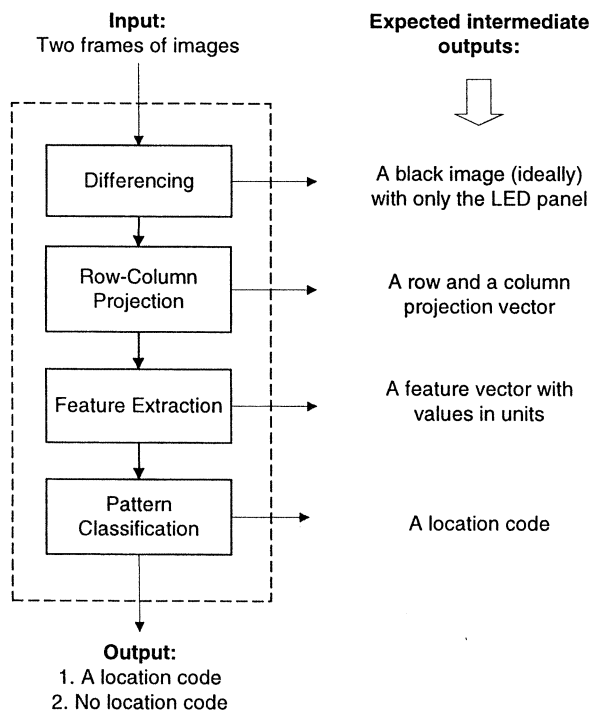 Input:
Two frames of images
Expected intermediate
outputs:
Differencing
A black image (ideally)
with only the LED panel
Row-Column
Projection
A row and a column
projection vector
Feature Extraction
A feature vector with
values in units
Pattern
Classification
A location code
Output:
1. A location code
2. No location code